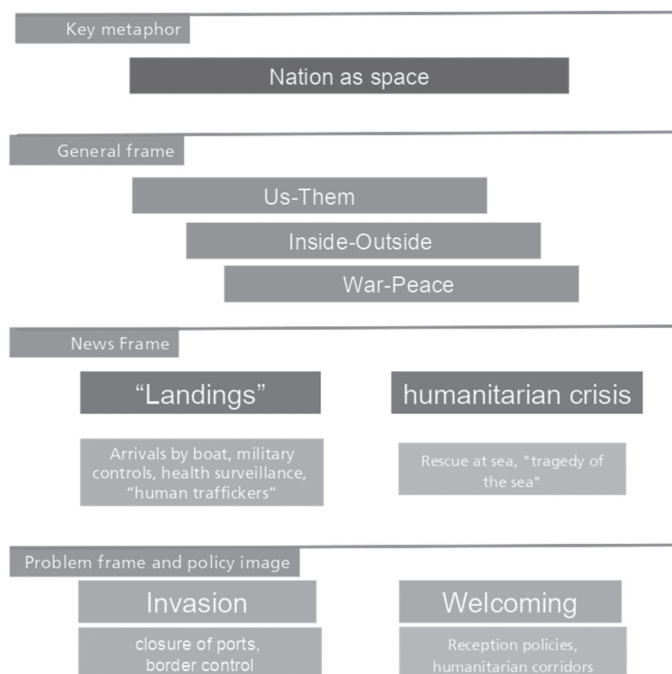 Key metaphor
Nation as space
General frame
Us-Them
Inside-Outside
War-Peace
News Frame
“Landings”
humanitarian crisis
Arrivals by boat, military
controls, health surveillance,
“human traffickers”
Rescue at sea, "tragedy of
the sea"
Problem frame and policy image
Invasion
Welcoming
closure of ports,
border control
Reception policies,
humanitarian corridors